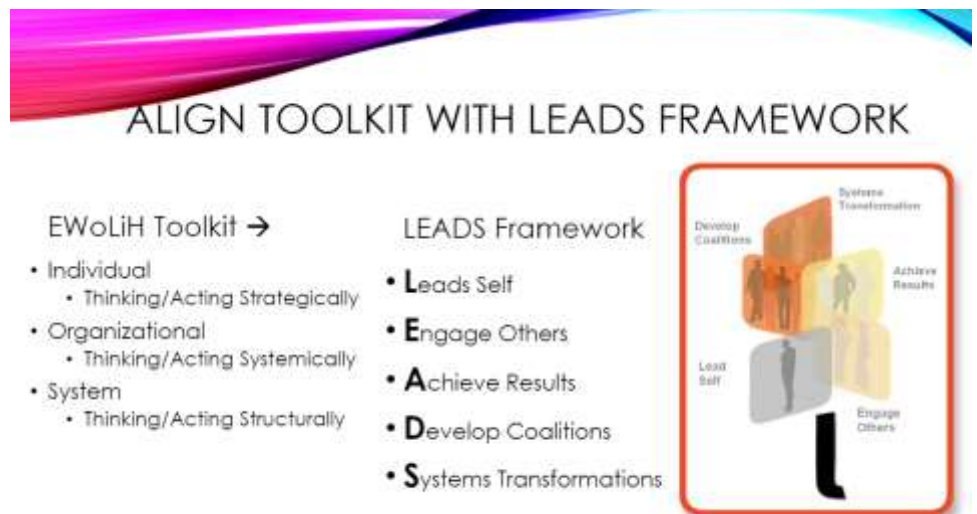 ALIGN TOOLKIT WITH LEADS FRAMEWORK
EWoLiH Toolkit →
• Individual
• Thinking/Acting Strategically
• Organizational
• Thinking/Acting Systemically
• System
• Thinking/Acting Structurally
LEADS Framework
• Leads Self
• Engage Others
• Achieve Results
• Develop Coalitions
• Systems Transformations
Systems
Transformation
Develop
Coalitions
Achieve
Results
Lead
Self
Engage
Others